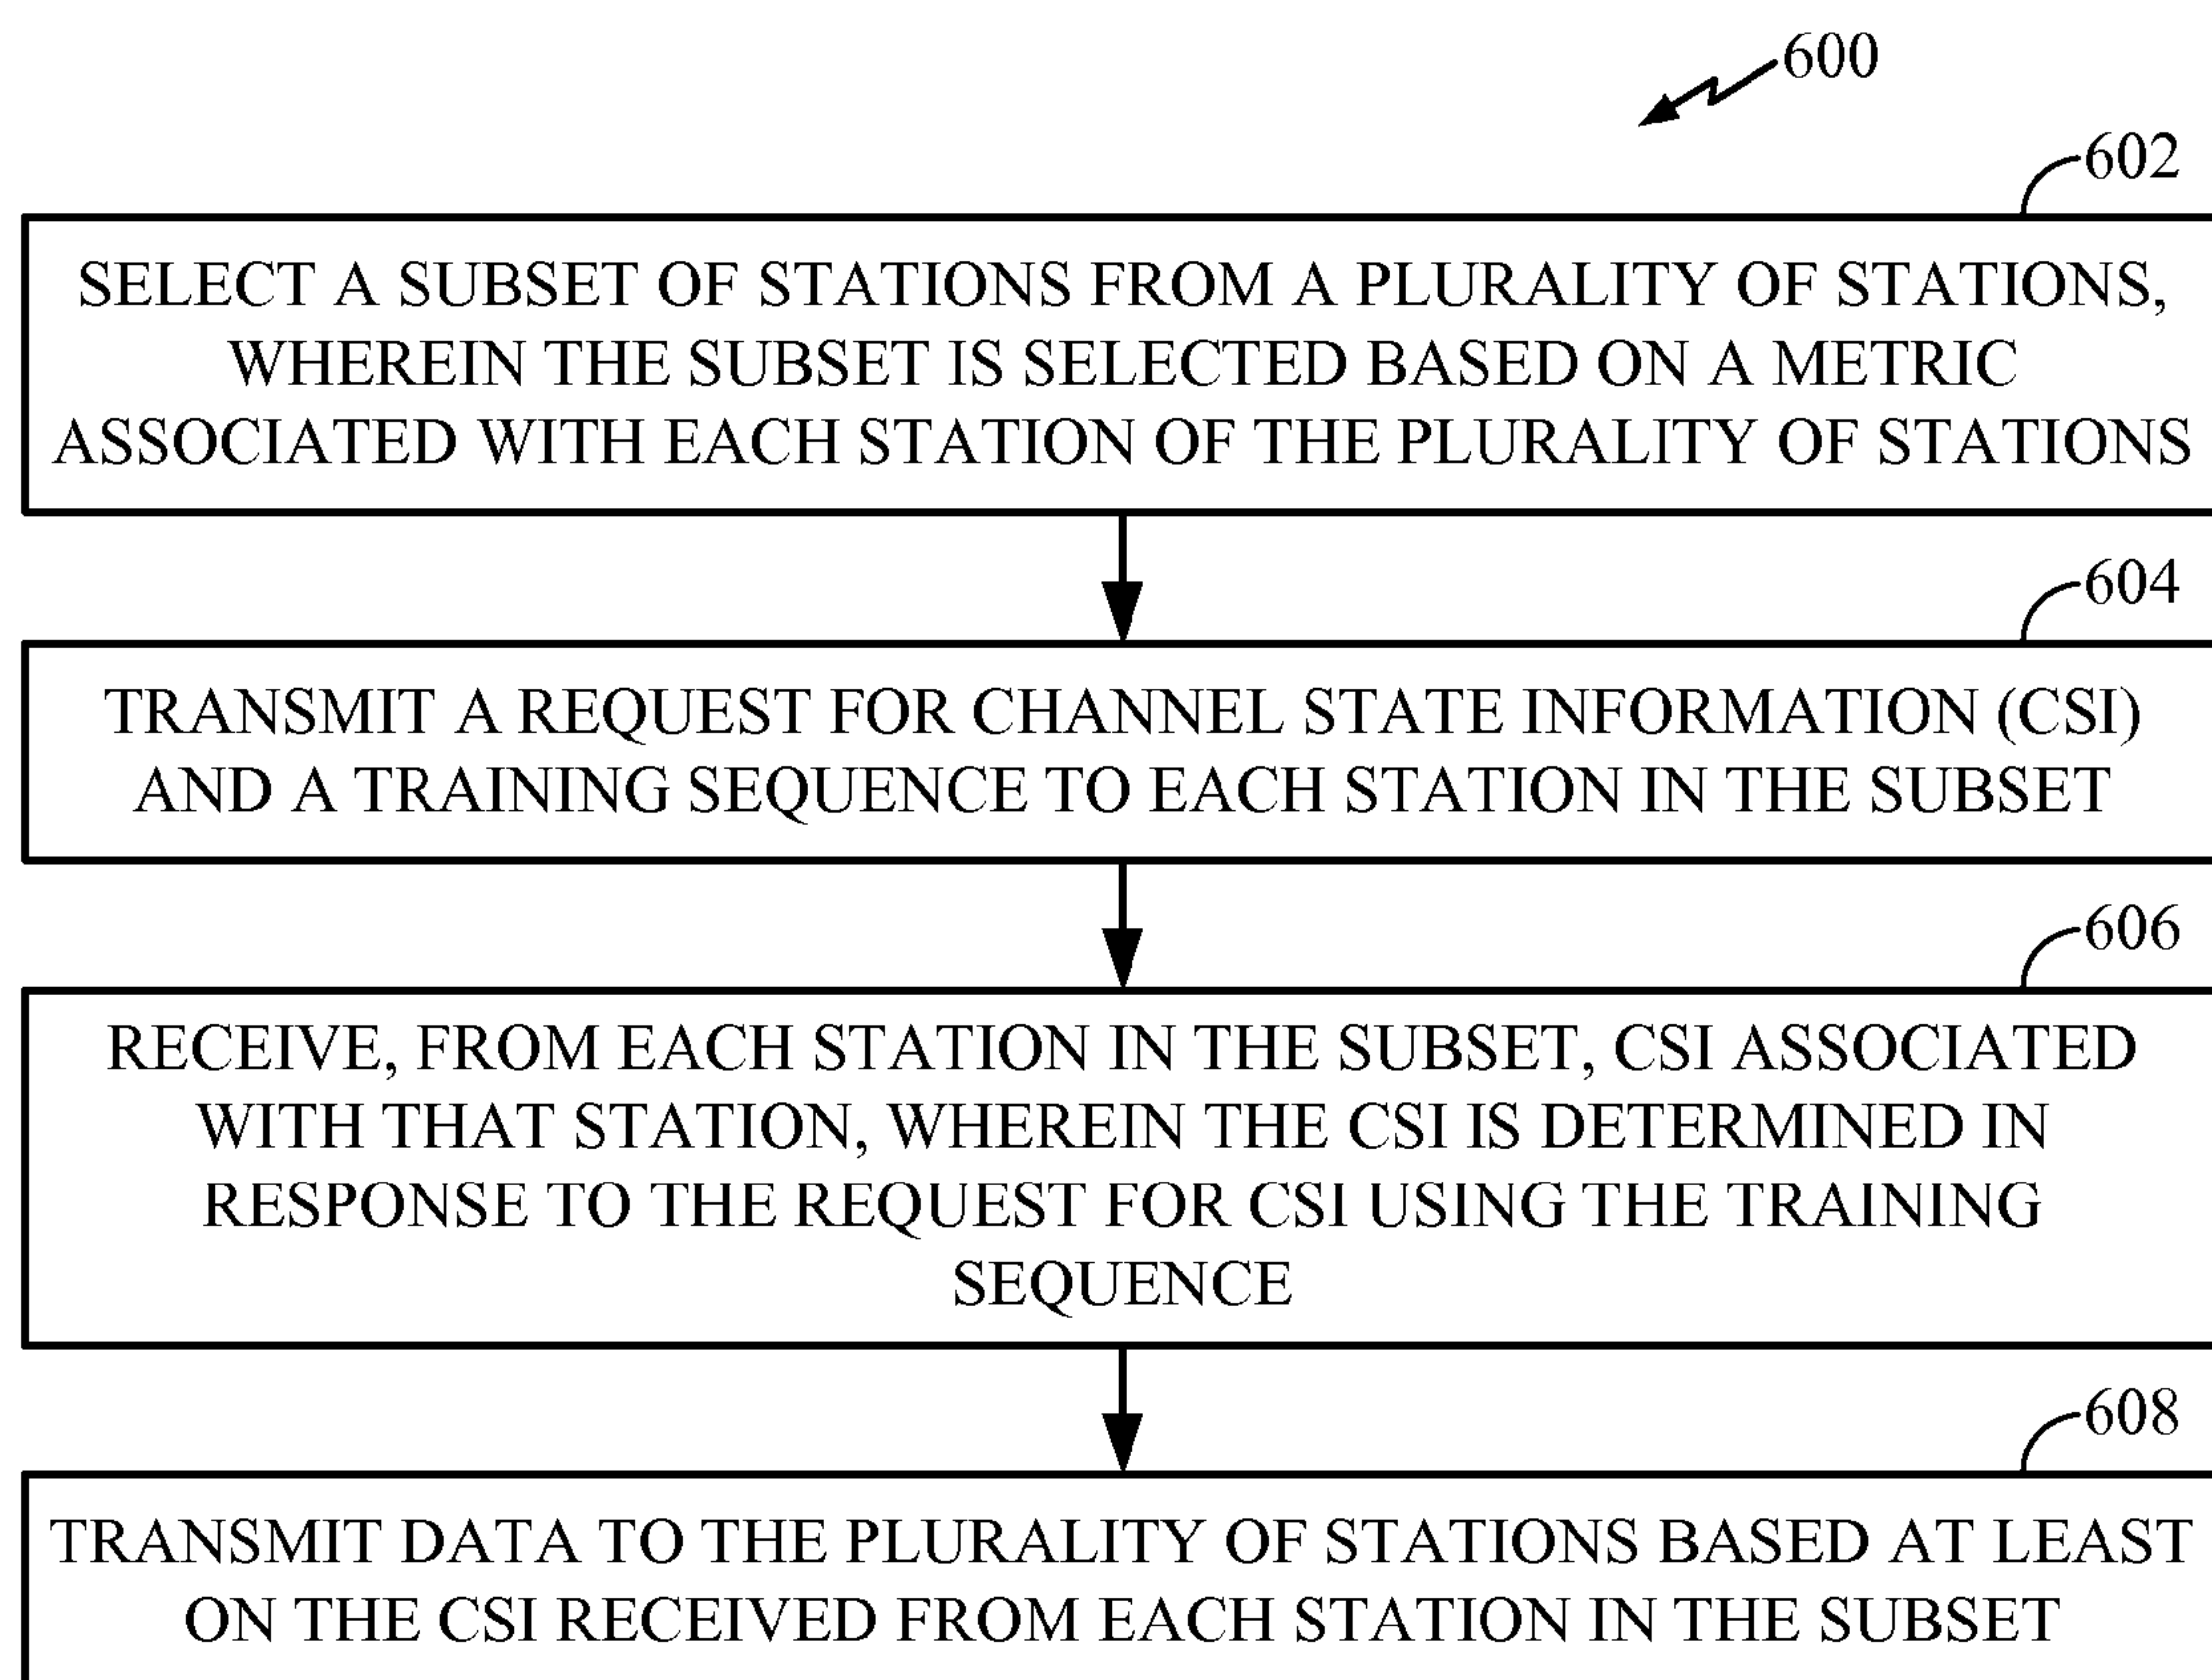 600
602
SELECT A SUBSET OF STATIONS FROM A PLURALITY OF STATIONS,
WHEREIN THE SUBSET IS SELECTED BASED ON A METRIC
ASSOCIATED WITH EACH STATION OF THE PLURALITY OF STATIONS
604
TRANSMIT A REQUEST FOR CHANNEL STATE INFORMATION (CSI)
AND A TRAINING SEQUENCE TO EACH STATION IN THE SUBSET
606
RECEIVE, FROM EACH STATION IN THE SUBSET, CSI ASSOCIATED
WITH THAT STATION, WHEREIN THE CSI IS DETERMINED IN
RESPONSE TO THE REQUEST FOR CSI USING THE TRAINING
SEQUENCE
608
TRANSMIT DATA TO THE PLURALITY OF STATIONS BASED AT LEAST
ON THE CSI RECEIVED FROM EACH STATION IN THE SUBSET